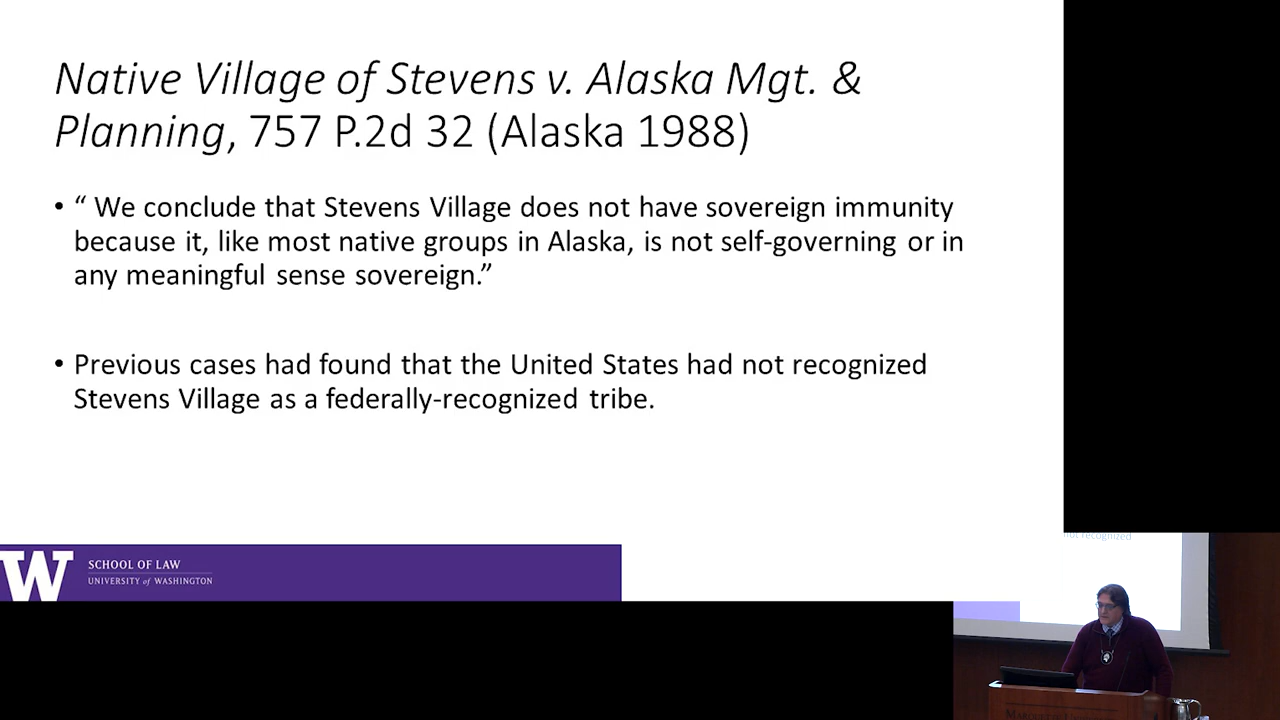 Native Village of Stevens v. Alaska Mgt. &
Planning, 757 P.2d 32 (Alaska 1988)
• “ We conclude that Stevens Village does not have sovereign immunity
because it, like most native groups in Alaska, is not self-governing or in
any meaningful sense sovereign.”
• Previous cases had found that the United States had not recognized
Stevens Village as a federally-recognized tribe.
W
SCHOOL OF LAW
UNIVERSITY of WASHINGTON
not recognized